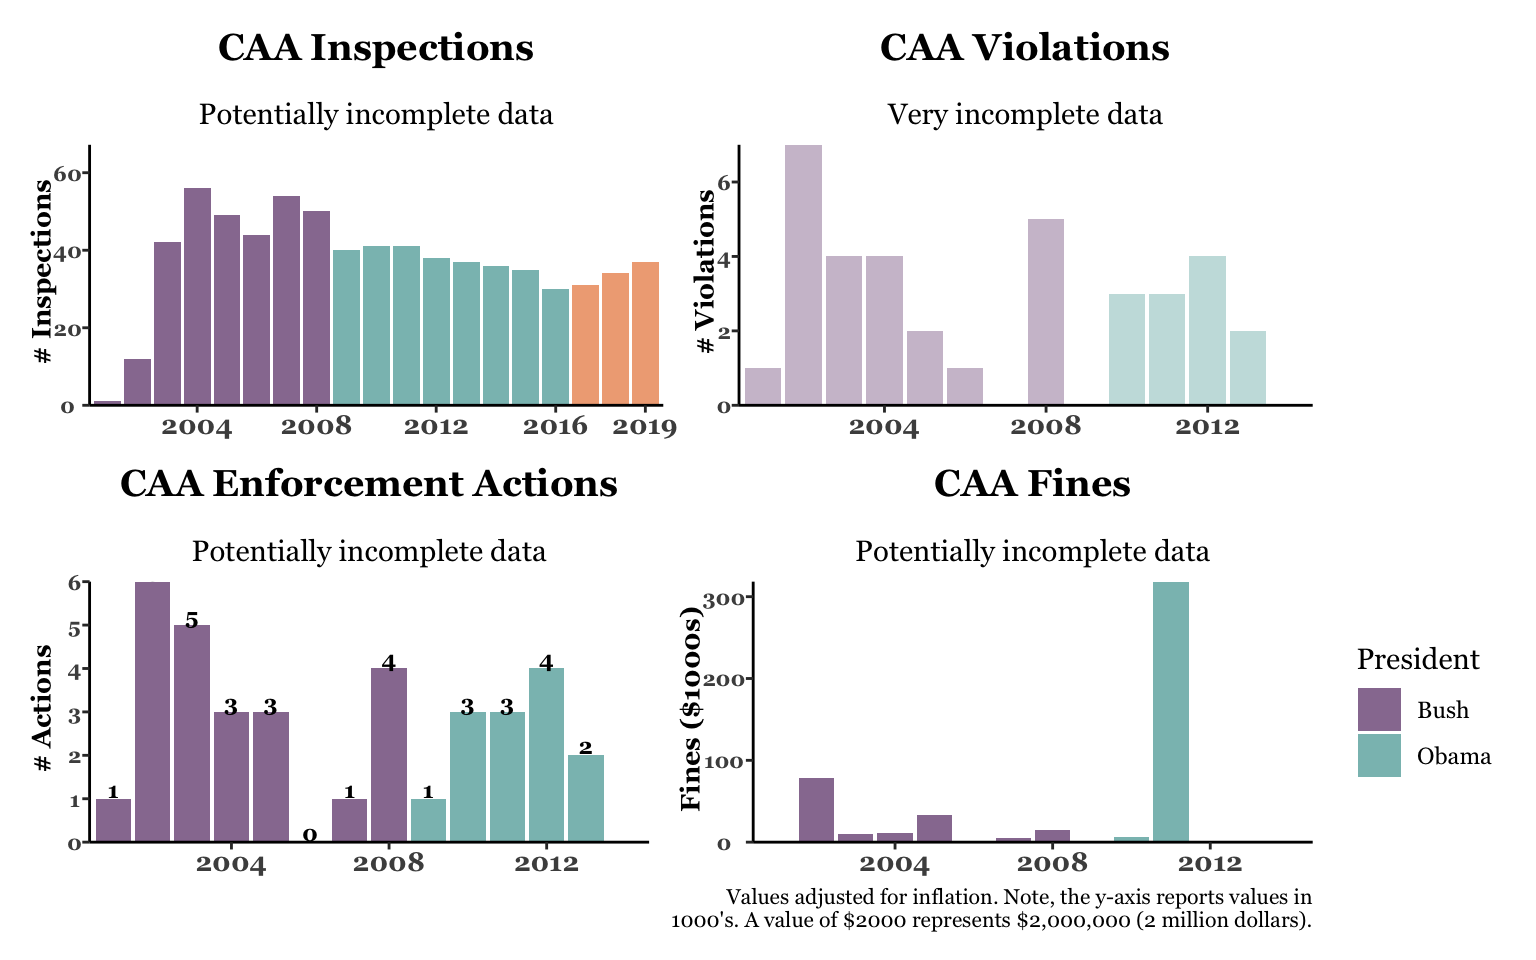 CAA Inspections
Potentially incomplete data
# Inspections
60
40
20
0
2004 2008 2012 2016 2019
CAA Violations
Very incomplete data
# Violations
6
4
2
0
2004 2008 2012
CAA Enforcement Actions
Potentially incomplete data
# Actions
6
5
4
3
2
1
0
1 5 3 3 0 1 4 1 3 3 4 2
2004 2008 2012
CAA Fines
Potentially incomplete data
Fines ($1000s)
300
200
100
0
2004 2008 2012
President
Bush
Obama
Values adjusted for inflation. Note, the y-axis reports values in
1000's. A value of $2000 represents $2,000,000 (2 million dollars).